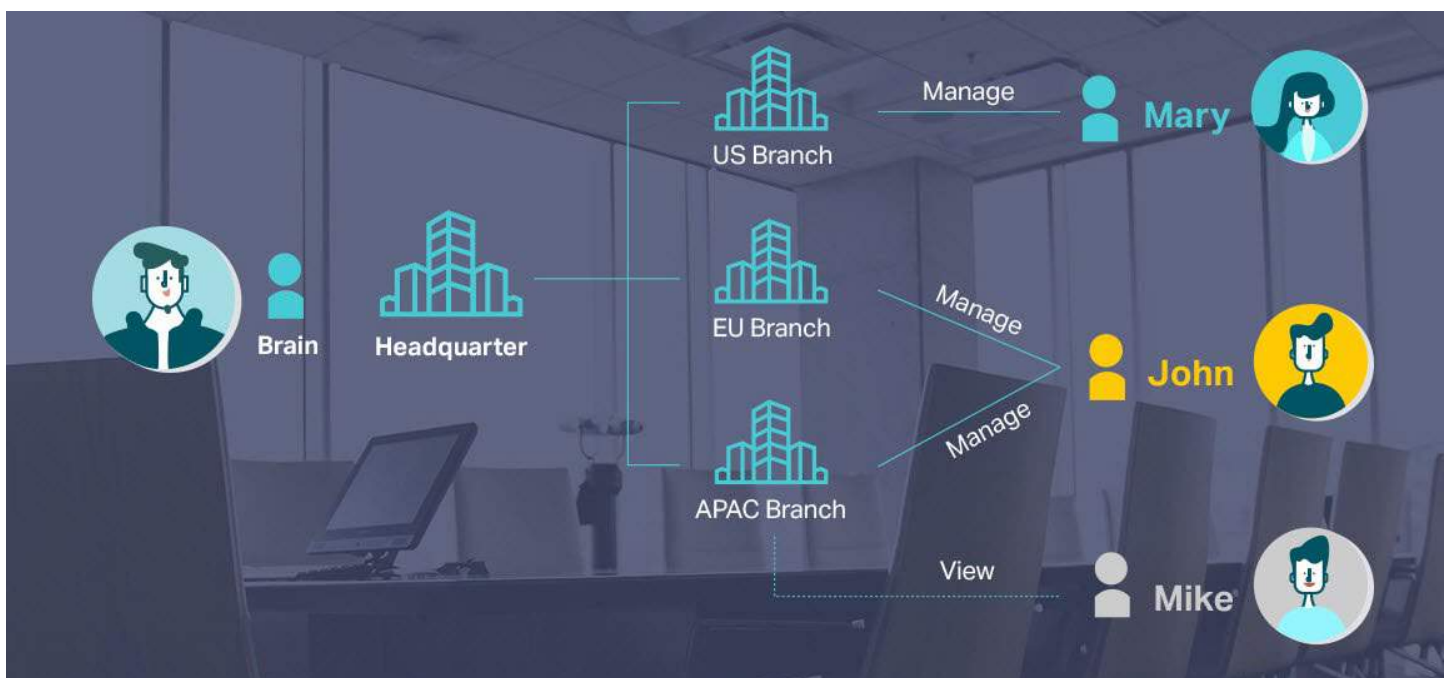 Manage
Mary
US Branch
Brain
Headquarter
EU Branch
Manage
John
Manage
APAC Branch
View
Mike